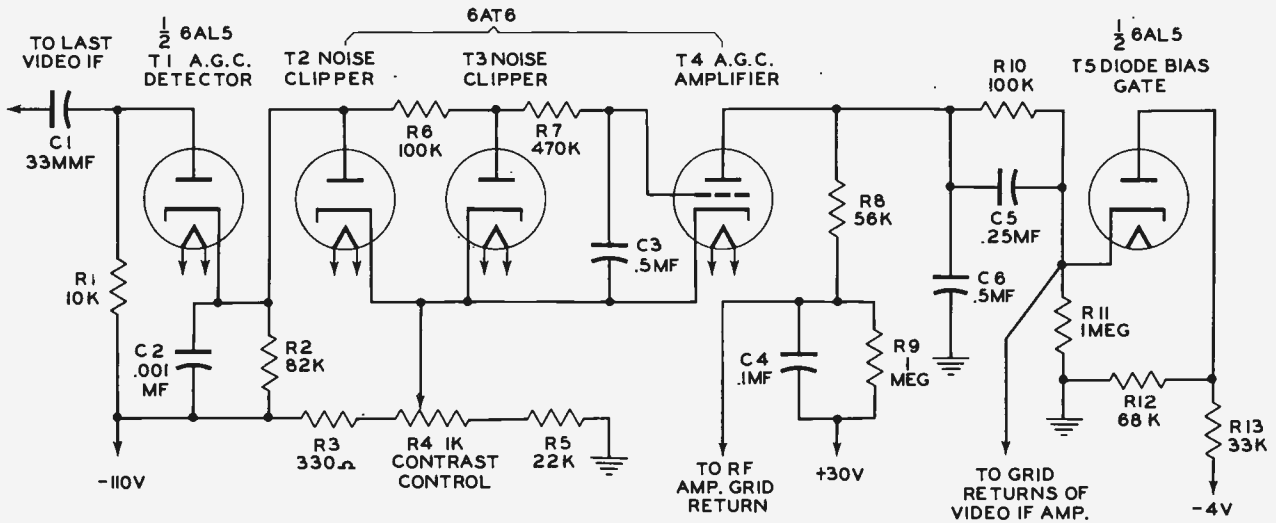 6AT6
TO LAST
VIDEO IF
1/2 6AL5
T1 A.G.C.
DETECTOR
T2 NOISE
CLIPPER
T3 NOISE
CLIPPER
T4 A.G.C.
AMPLIFIER
1/2 6AL5
T5 DIODE BIAS
GATE
C1
33MMF
R6
100K
R7
470K
R10
100K
R1
10K
C2
.001
MF
R2
82K
C3
.5MF
R8
56K
C5
.25MF
C6
.5MF
R11
1MEG
R3
330Ω
R4 1K
CONTRAST
CONTROL
R5
22K
C4
.1MF
R9
1
MEG
R12
68K
R13
33K
-110V
TO RF
AMP. GRID
RETURN
+30V
TO GRID
RETURNS OF
VIDEO IF AMP.
-4V